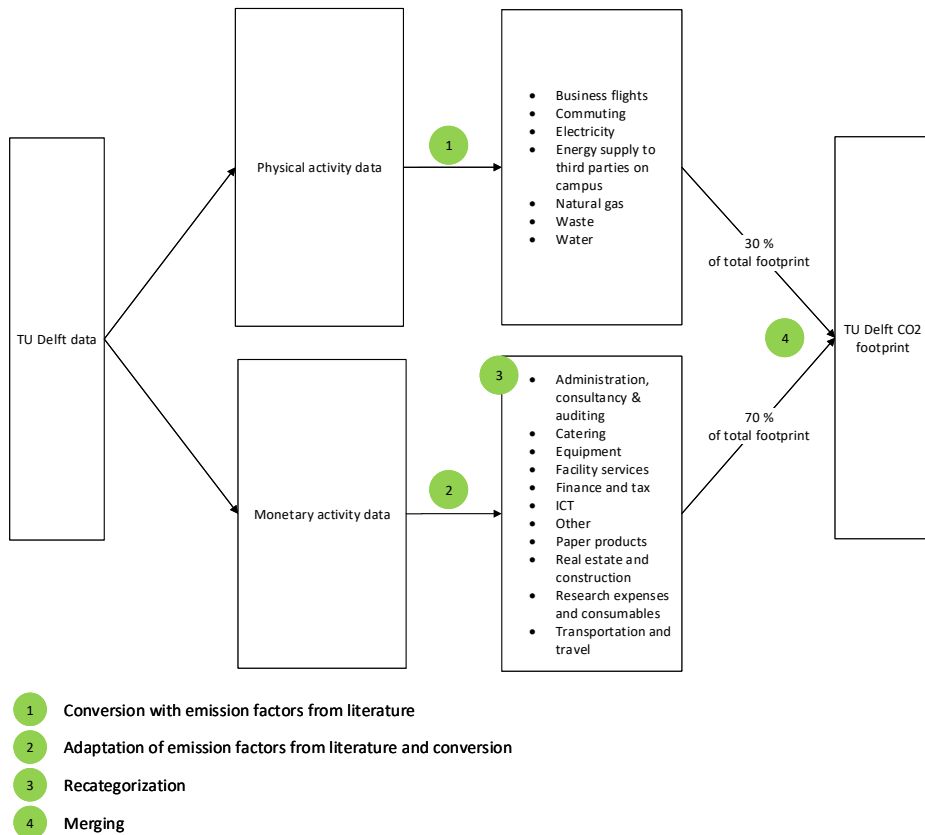 TU Delft data
Physical activity data
1
• Business flights
• Commuting
• Electricity
• Energy supply to
third parties on
campus
• Natural gas
• Waste
• Water
30 %
of total footprint
Monetary activity data
2
3
• Administration,
consultancy &
auditing
• Catering
• Equipment
• Facility services
• Finance and tax
• ICT
• Other
• Paper products
• Real estate and
construction
• Research expenses
and consumables
• Transportation and
travel
70 %
of total footprint
4
TU Delft CO2
footprint
1 Conversion with emission factors from literature
2 Adaptation of emission factors from literature and conversion
3 Recategorization
4 Merging